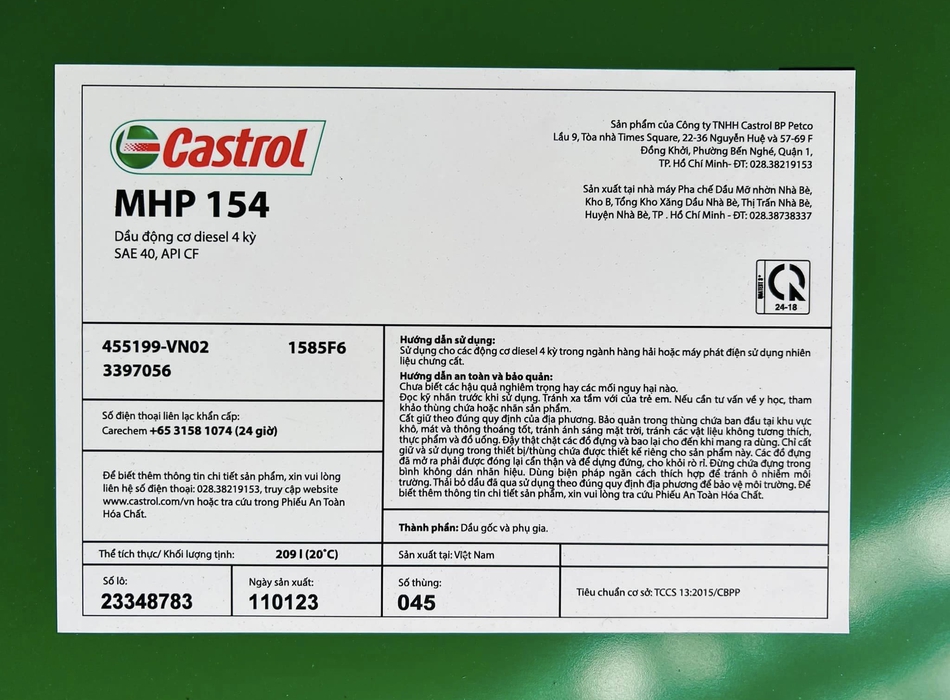 Castrol
MHP 154
Dầu động cơ diesel 4 kỳ
SAE 40, API CF
Sản phẩm của Công ty TNHH Castrol BP Petco
Lầu 9, Tòa nhà Times Square, 22-36 Nguyễn Huệ và 57-69 F
Đồng Khởi, Phường Bến Nghé, Quận 1,
TP. Hồ Chí Minh- ĐT: 028.38219153
Sản xuất tại nhà máy Pha chế Dầu Mỡ nhờn Nhà Bè,
Kho B, Tổng Kho Xăng Dầu Nhà Bè, Thị Trấn Nhà Bè,
Huyện Nhà Bè, TP . Hồ Chí Minh - ĐT: 028.38738337
24-18
455199-VN02 1585F6
3397056
Số điện thoại liên lạc khẩn cấp:
Carechem +65 3158 1074 (24 giờ)
Để biết thêm thông tin chi tiết sản phẩm, xin vui lòng
liên hệ số điện thoại: 028.38219153, truy cập website
www.castrol.com/vn hoặc tra cứu trong Phiếu An Toàn
Hóa Chất.
Hướng dẫn sử dụng:
Sử dụng cho các động cơ diesel 4 kỳ trong ngành hàng hải hoặc máy phát điện sử dụng nhiên
liệu chưng cất.
Hướng dẫn an toàn và bảo quản:
Chưa biết các hậu quả nghiêm trọng hay các mối nguy hại nào.
Đọc kỹ nhãn trước khi sử dụng. Tránh xa tầm với của trẻ em. Nếu cần tư vấn về y học, tham
khảo thùng chứa hoặc nhãn sản phẩm.
Cất giữ theo đúng quy định của địa phương. Bảo quản trong thùng chứa ban đầu tại khu vực
khô, mát và thông thoáng tốt, tránh ánh sáng mặt trời, tránh các vật liệu không tương thích,
thực phẩm và đồ uống. Đậy thật chặt các đồ đựng và bao lại cho đến khi mang ra dùng. Chỉ cất
giữ và sử dụng trong thiết bị/thùng chứa được thiết kế riêng cho sản phẩm này. Các đồ đựng
đã mở ra phải được đóng lại cẩn thận và để dựng đứng, cho khỏi rò rỉ. Đừng chứa đựng trong
bình không dán nhãn hiệu. Dùng biện pháp ngăn cách thích hợp để tránh ô nhiễm môi
trường. Thải bỏ dầu đã qua sử dụng theo đúng quy định địa phương để bảo vệ môi trường. Để
biết thêm thông tin chi tiết sản phẩm, xin vui lòng tra cứu Phiếu An Toàn Hóa Chất.
Thành phần: Dầu gốc và phụ gia.
Thể tích thực/ Khối lượng tịnh: 209 l (20°C)
Sản xuất tại: Việt Nam
Số lô:
23348783
Ngày sản xuất:
110123
Số thùng:
045
Tiêu chuẩn cơ sở: TCCS 13:2015/CBPP